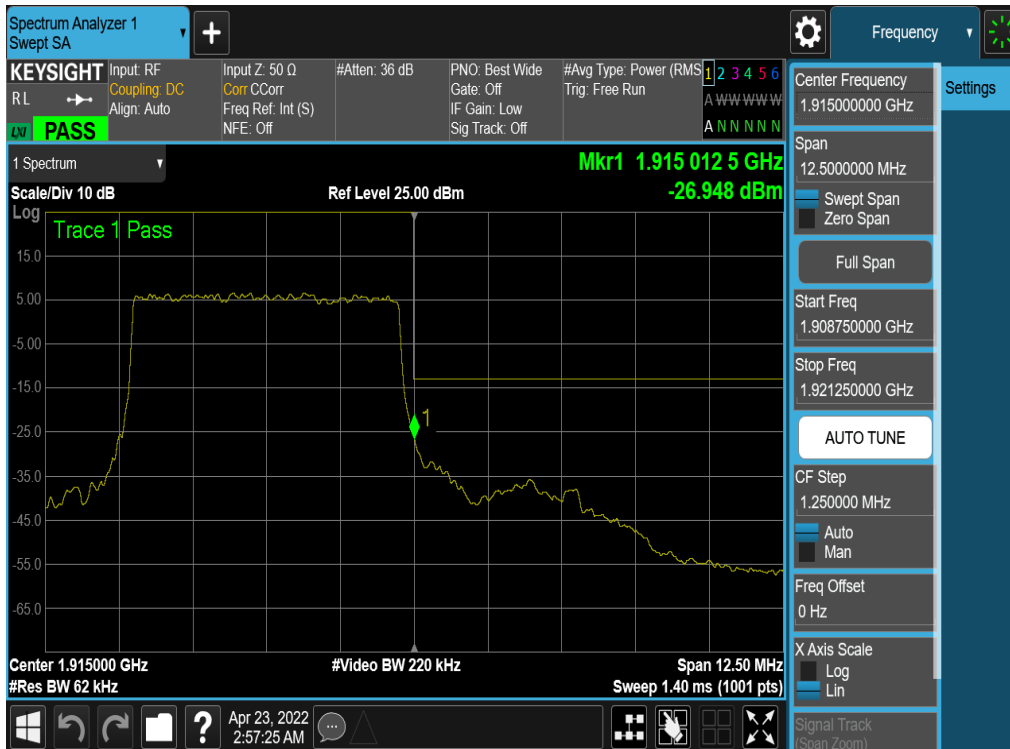 Spectrum Analyzer 1
Swept SA
+
Frequency
KEYSIGHT
R L
LXI
PASS
Input: RF
Coupling: DC
Align: Auto
Input Z: 50 Ω
Corr CCorr
Freq Ref: Int (S)
NFE: Off
#Atten: 36 dB
PNO: Best Wide
Gate: Off
IF Gain: Low
Sig Track: Off
#Avg Type: Power (RMS
Trig: Free Run
1 2 3 4 5 6
A W W W W W
A N N N N N
1 Spectrum
Mkr1 1.915 012 5 GHz
Scale/Div 10 dB
Ref Level 25.00 dBm
-26.948 dBm
Log
Trace 1 Pass
15.0
5.00
-5.00
-15.0
-25.0
-35.0
-45.0
-55.0
-65.0
1
Center 1.915000 GHz
#Video BW 220 kHz
Span 12.50 MHz
#Res BW 62 kHz
Sweep 1.40 ms (1001 pts)
?
Apr 23, 2022
2:57:25 AM
Center Frequency
1.915000000 GHz
Settings
Span
12.5000000 MHz
Swept Span
Zero Span
Full Span
Start Freq
1.908750000 GHz
Stop Freq
1.921250000 GHz
AUTO TUNE
CF Step
1.250000 MHz
Auto
Man
Freq Offset
0 Hz
X Axis Scale
Log
Lin
Signal Track
(Span Zoom)